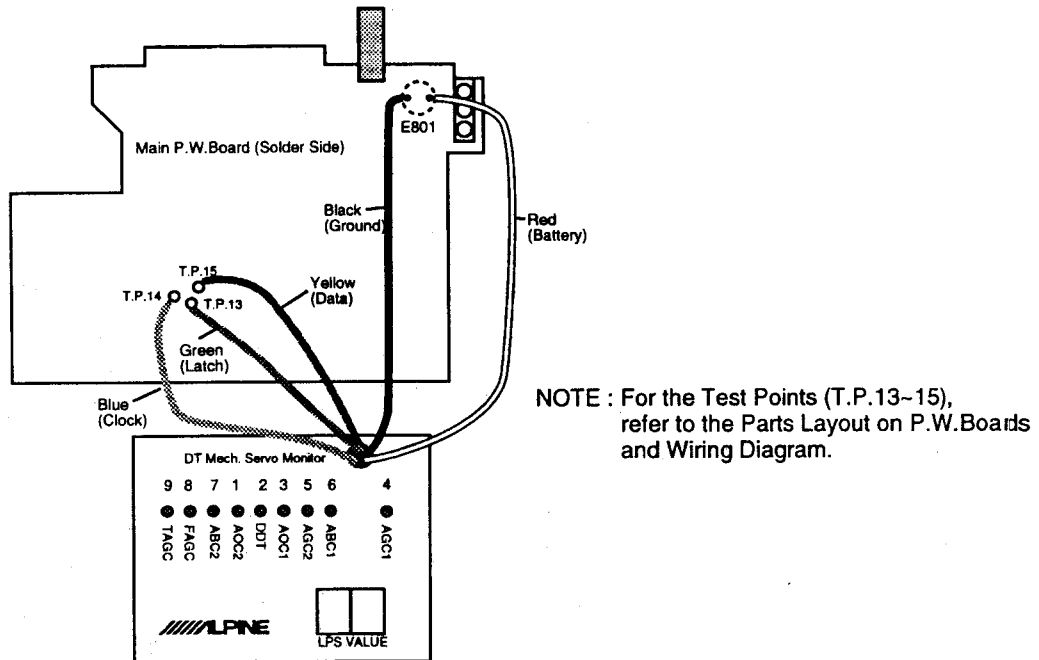 E801
Main P.W.Board (Solder Side)
Black
(Ground)
Red
(Battery)
T.P.15
T.P.14
T.P.13
Yellow
(Data)
Green
(Latch)
Blue
(Clock)
NOTE : For the Test Points (T.P.13~15),
refer to the Parts Layout on P.W.Boards
and Wiring Diagram.
DT Mech. Servo Monitor
9 8 7 1 2 3 5 6 4
TAGC FAGC ABC2 AOC2 DDT AOC1 AGC2 ABC1 AGC1
ALPINE
LPS VALUE